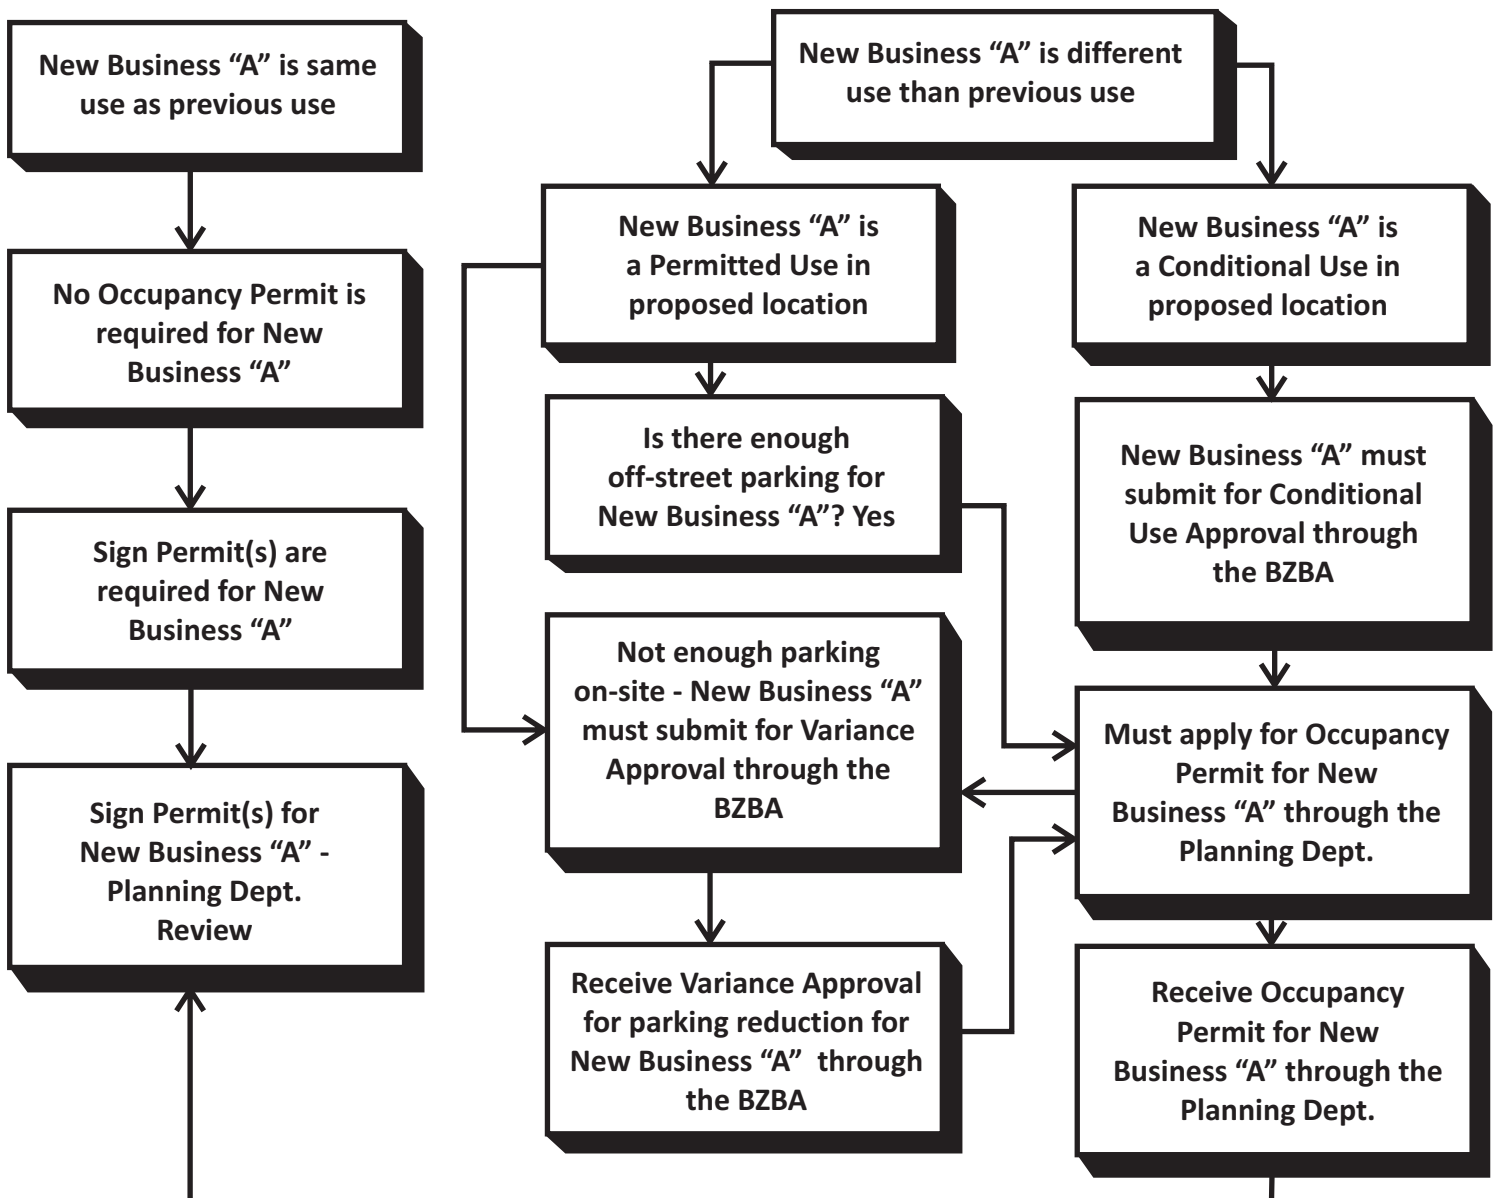 New Business “A” is same
use as previous use
No Occupancy Permit is
required for New
Business “A”
Sign Permit(s) are
required for New
Business “A”
Sign Permit(s) for
New Business “A” -
Planning Dept.
Review
New Business “A” is different
use than previous use
New Business “A” is
a Permitted Use in
proposed location
Is there enough
off-street parking for
New Business “A”? Yes
Not enough parking
on-site - New Business “A”
must submit for Variance
Approval through the
BZBA
Receive Variance Approval
for parking reduction for
New Business “A” through
the BZBA
New Business “A” is
a Conditional Use in
proposed location
New Business “A” must
submit for Conditional
Use Approval through
the BZBA
Must apply for Occupancy
Permit for New
Business “A” through the
Planning Dept.
Receive Occupancy
Permit for New
Business “A” through the
Planning Dept.